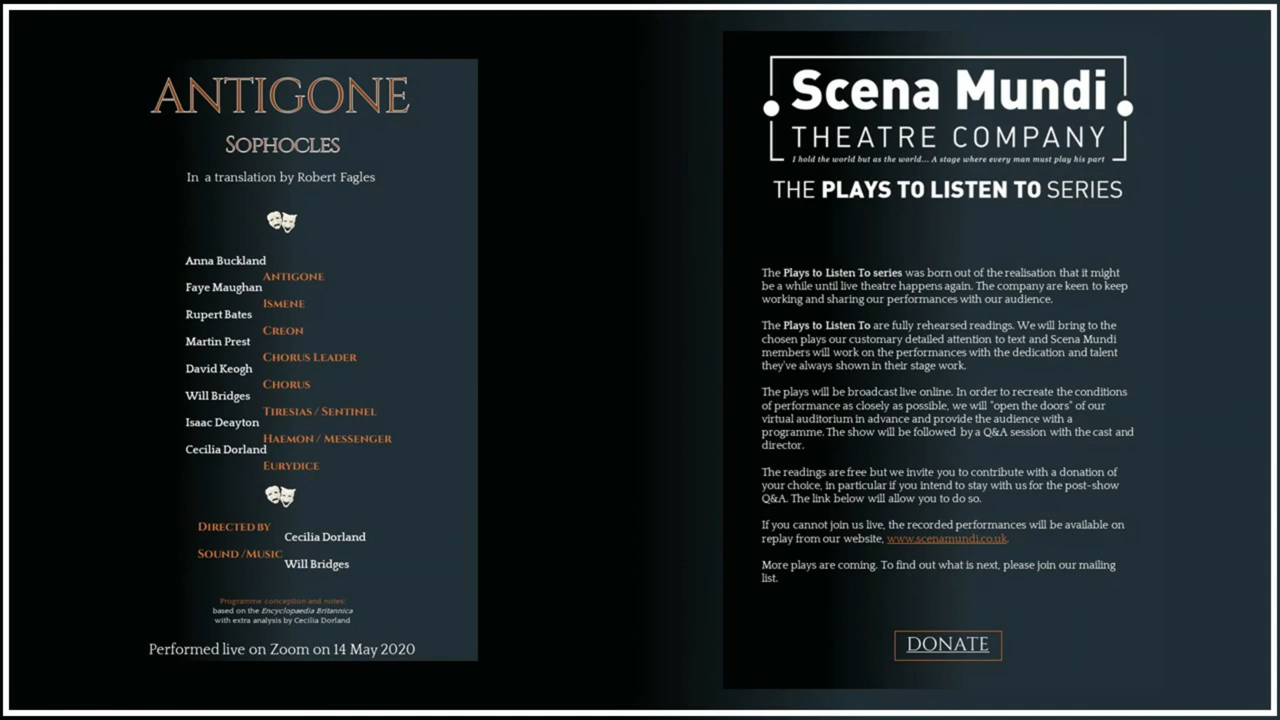 ANTIGONE
SOPHOCLES
In a translation by Robert Fagles
Anna Buckland
ANTIGONE
Faye Maughan
ISMENE
Rupert Bates
CREON
Martin Prest
CHORUS LEADER
David Keogh
CHORUS
Will Bridges
TIRESIAS / SENTINEL
Isaac Deayton
HAEMON / MESSENGER
Cecilia Dorland
EURYDICE
DIRECTED BY
Cecilia Dorland
SOUND /MUSIC
Will Bridges
Programme conception and notes:
based on the Encyclopaedia Britannica
with extra analysis by Cecilia Dorland
Performed live on Zoom on 14 May 2020
Scena Mundi
THEATRE COMPANY
I hold the world but as the world... A stage where every man must play his part
THE PLAYS TO LISTEN TO SERIES
The Plays to Listen To series was born out of the realisation that it might
be a while until live theatre happens again. The company are keen to keep
working and sharing our performances with our audience.
The Plays to Listen To are fully rehearsed readings. We will bring to the
chosen plays our customary detailed attention to text and Scena Mundi
members will work on the performances with the dedication and talent
they've always shown in their stage work.
The plays will be broadcast live online. In order to recreate the conditions
of performance as closely as possible, we will "open the doors" of our
virtual auditorium in advance and provide the audience with a
programme. The show will be followed by a Q&A session with the cast and
director.
The readings are free but we invite you to contribute with a donation of
your choice, in particular if you intend to stay with us for the post-show
Q&A. The link below will allow you to do so.
If you cannot join us live, the recorded performances will be available on
replay from our website, www.scenamundi.co.uk.
More plays are coming. To find out what is next, please join our mailing
list.
DONATE